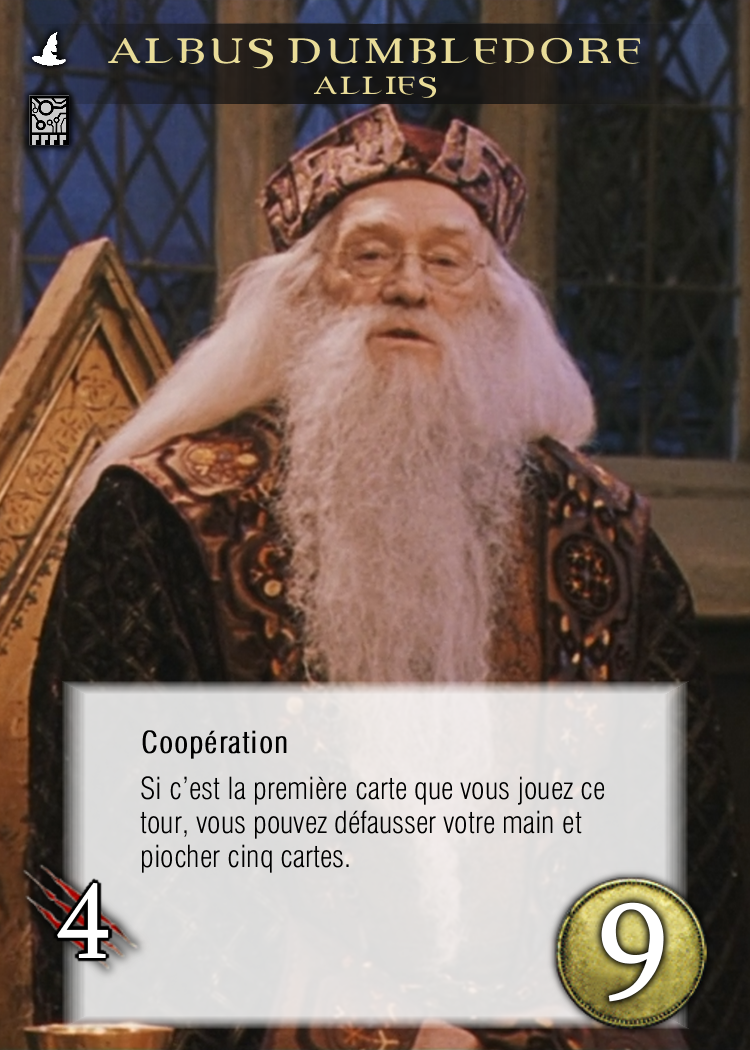 ALBUS DUMBLEDORE
ALLIES
Coopération
Si c’est la première carte que vous jouez ce
tour, vous pouvez défausser votre main et
piocher cinq cartes.
4
9